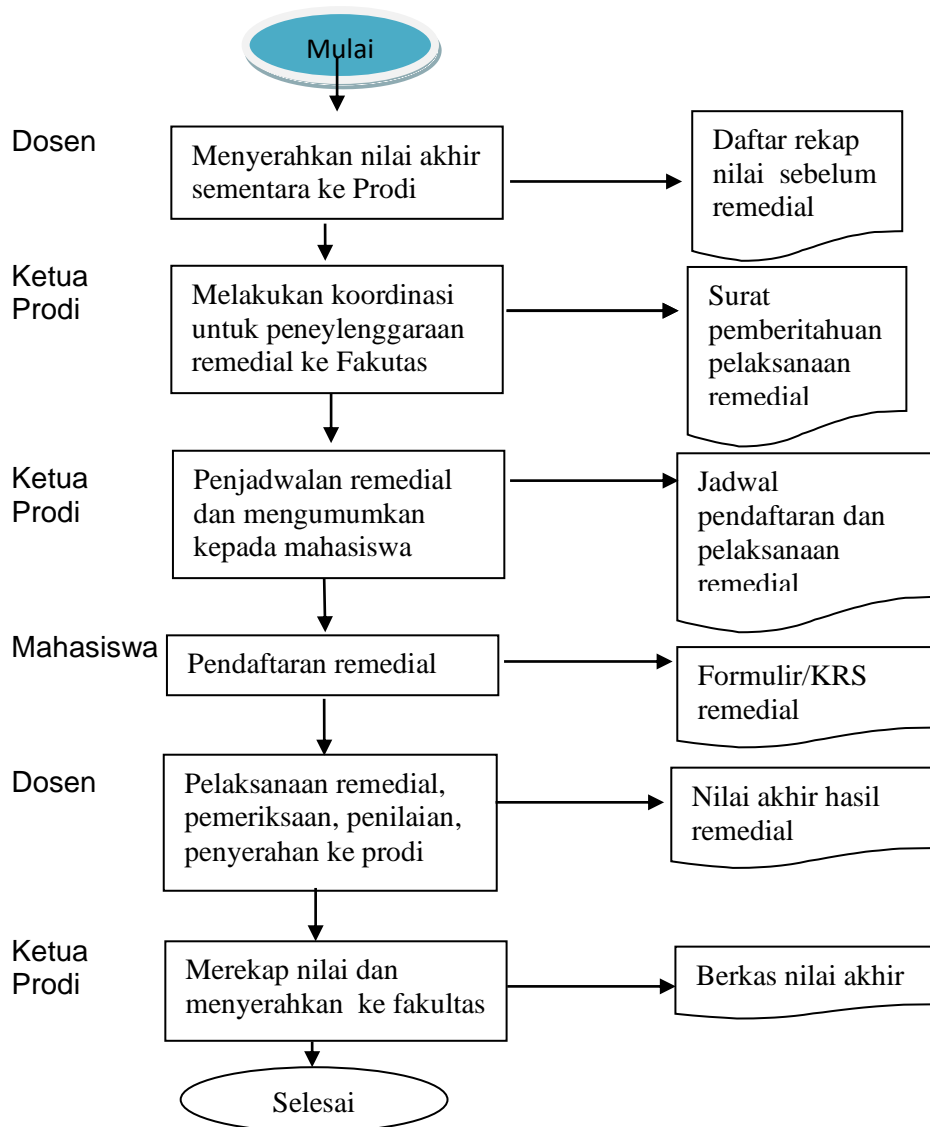 Mulai
Dosen
Menyerahkan nilai akhir
sementara ke Prodi
Daftar rekap
nilai sebelum
remedial
Ketua
Prodi
Melakukan koordinasi
untuk peneylenggaraan
remedial ke Fakutas
Surat
pemberitahuan
pelaksanaan
remedial
Ketua
Prodi
Penjadwalan remedial
dan mengumumkan
kepada mahasiswa
Jadwal
pendaftaran dan
pelaksanaan
remedial
Mahasiswa
Pendaftaran remedial
Formulir/KRS
remedial
Dosen
Pelaksanaan remedial,
pemeriksaan, penilaian,
penyerahan ke prodi
Nilai akhir hasil
remedial
Ketua
Prodi
Merekap nilai dan
menyerahkan ke fakultas
Berkas nilai akhir
Selesai